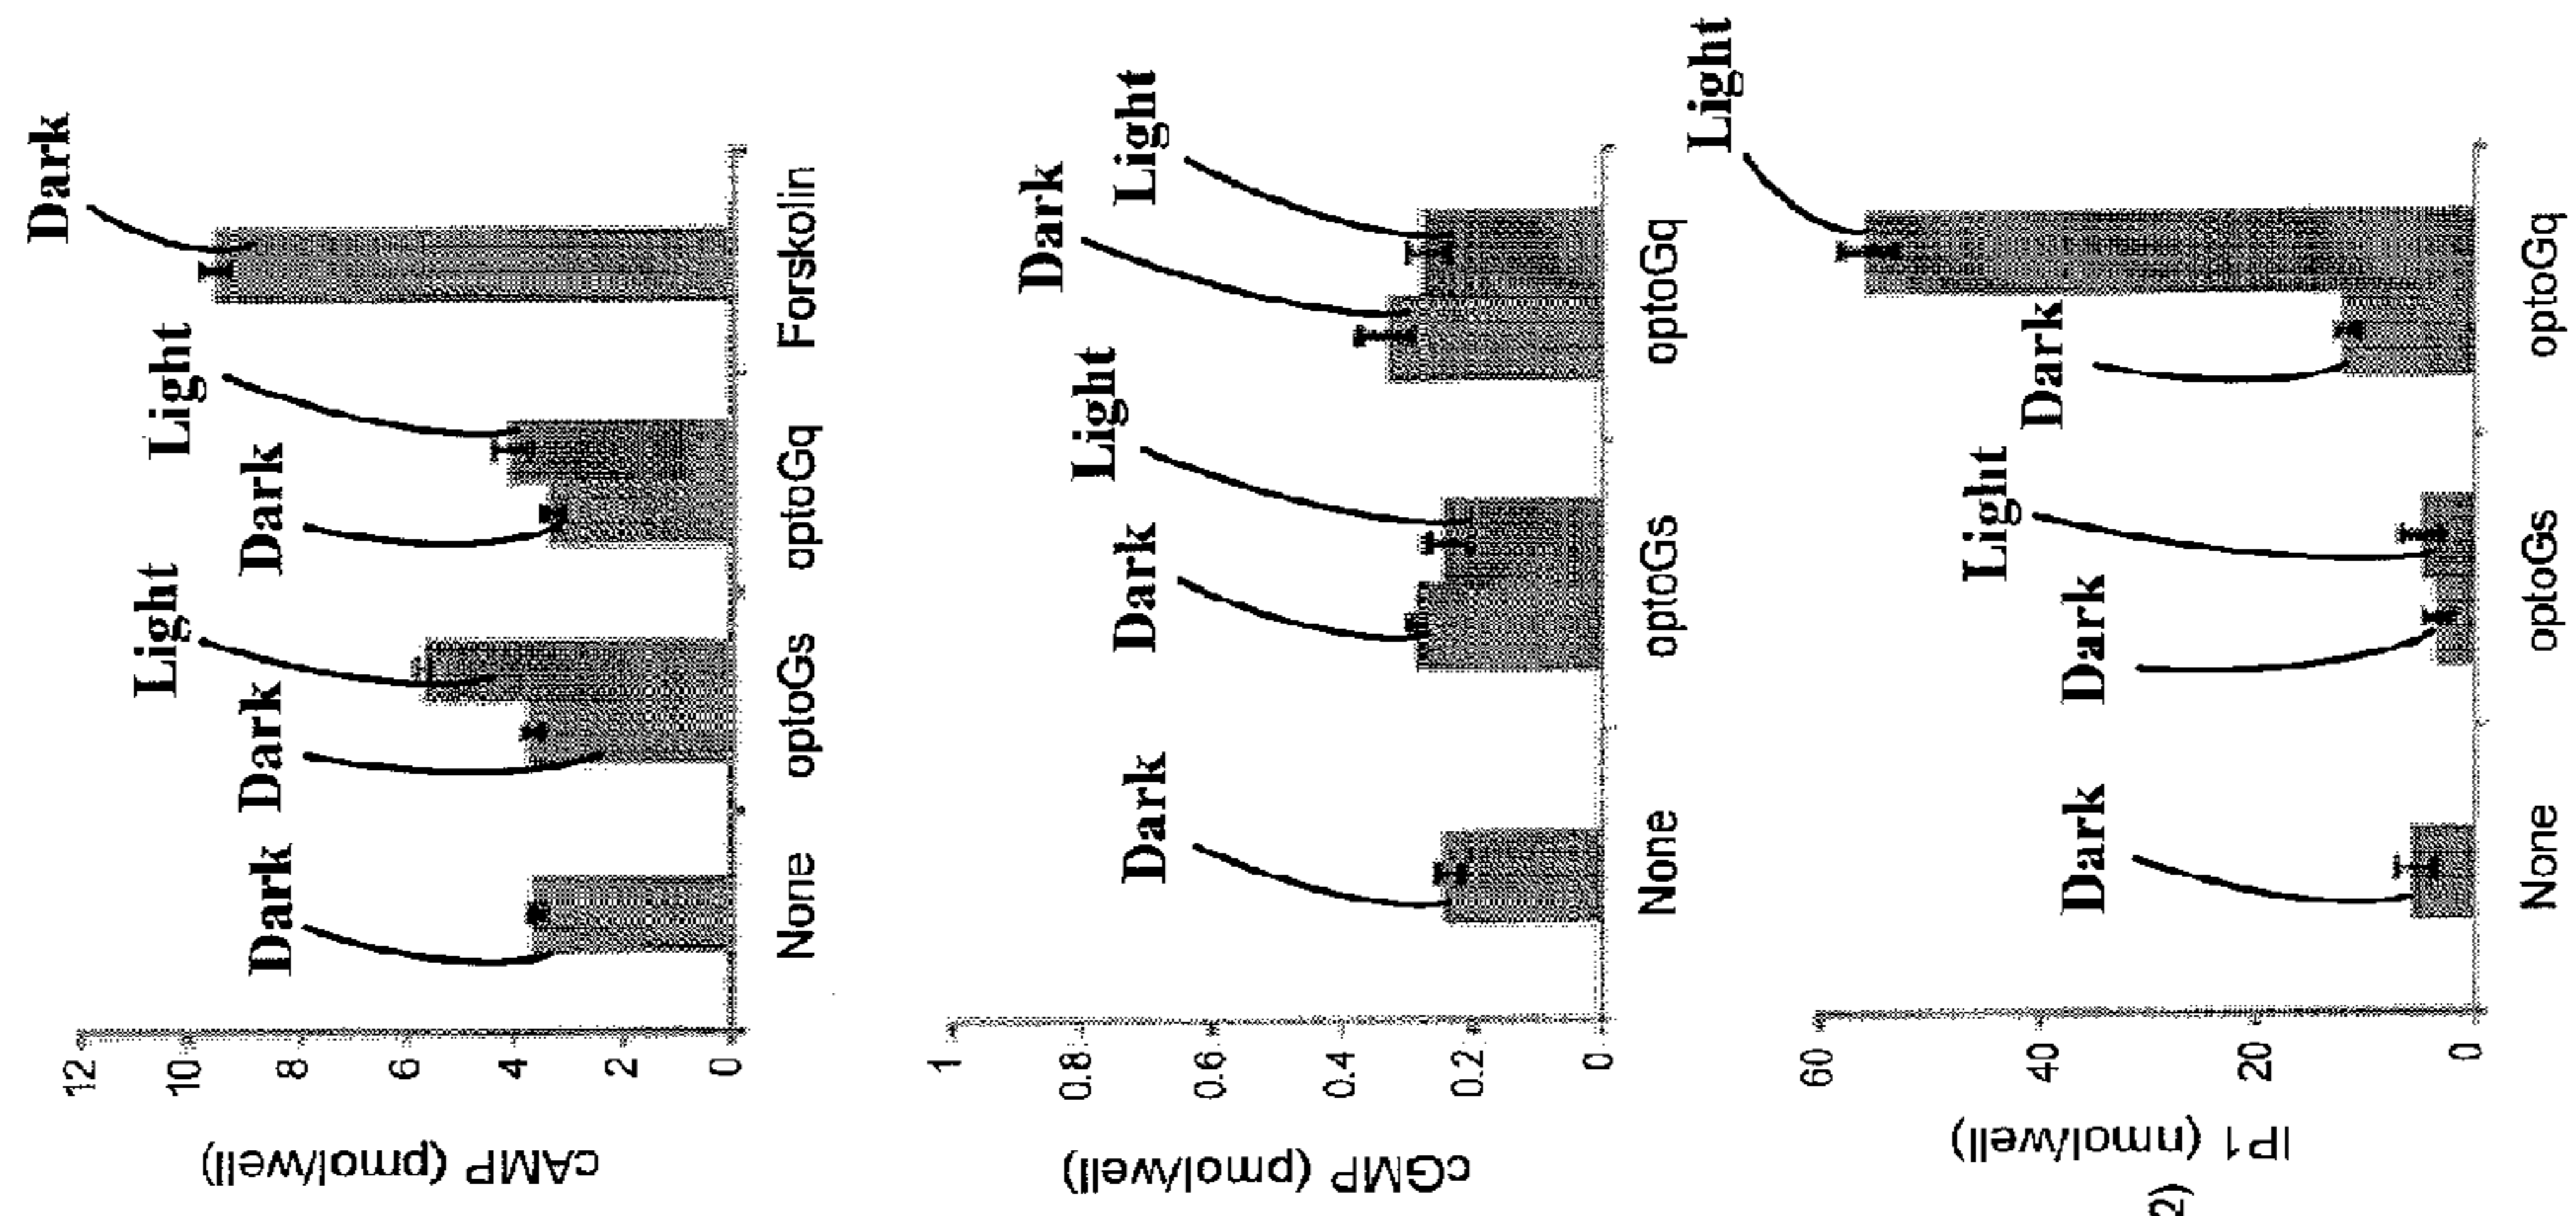 cAMP (pmol/well)
12
10
8
6
4
2
0
Dark
Dark
Light
Dark
Light
Dark
None
optoGs
optoGq
Forskolin
cGMP (pmol/well)
1
0.8
0.6
0.4
0.2
0
Dark
Dark
Light
Dark
Light
None
optoGs
optoGq
IP1 (nmol/well)
60
40
20
0
Dark
Dark
Light
Dark
Light
None
optoGs
optoGq
2)